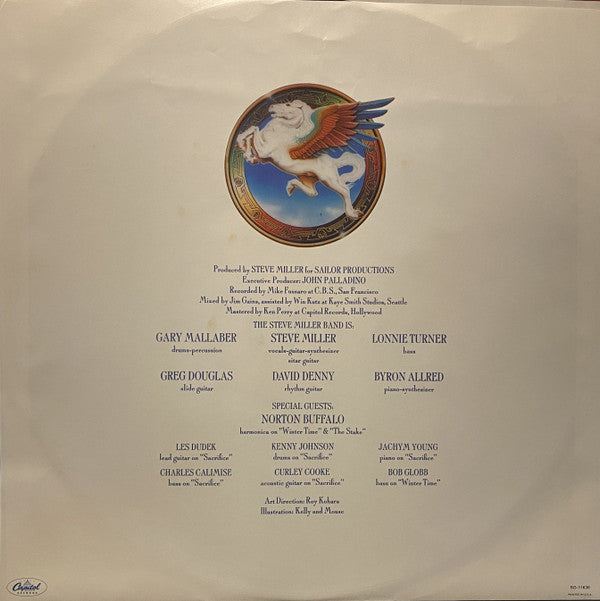 Produced by STEVE MILLER for SAILOR PRODUCTIONS
Executive Producer: JOHN PALLADINO
Recorded by Mike Fusaro at C.B.S., San Francisco
Mixed by Jim Gains, assisted by Win Kutz at Kaye Smith Studios, Seattle
Mastered by Ken Perry at Capitol Records, Hollywood
THE STEVE MILLER BAND IS:
GARY MALLABER STEVE MILLER LONNIE TURNER
drums-percussion vocals-guitar-synthesizer bass
sitar guitar
GREG DOUGLAS DAVID DENNY BYRON ALLRED
slide guitar rhythm guitar piano-synthesizer
SPECIAL GUESTS:
NORTON BUFFALO
harmonica on "Winter Time" & "The Stake"
LES DUDEK KENNY JOHNSON JACHYM YOUNG
lead guitar on "Sacrifice" drums on "Sacrifice" piano on "Sacrifice"
CHARLES CALIMISE CURLEY COOKE BOB GLOBB
bass on "Sacrifice" acoustic guitar on "Sacrifice" bass on "Winter Time"
Art Direction: Roy Kohara
Illustration: Kelly and Mouse
Capitol
RECORDS
SO-11630